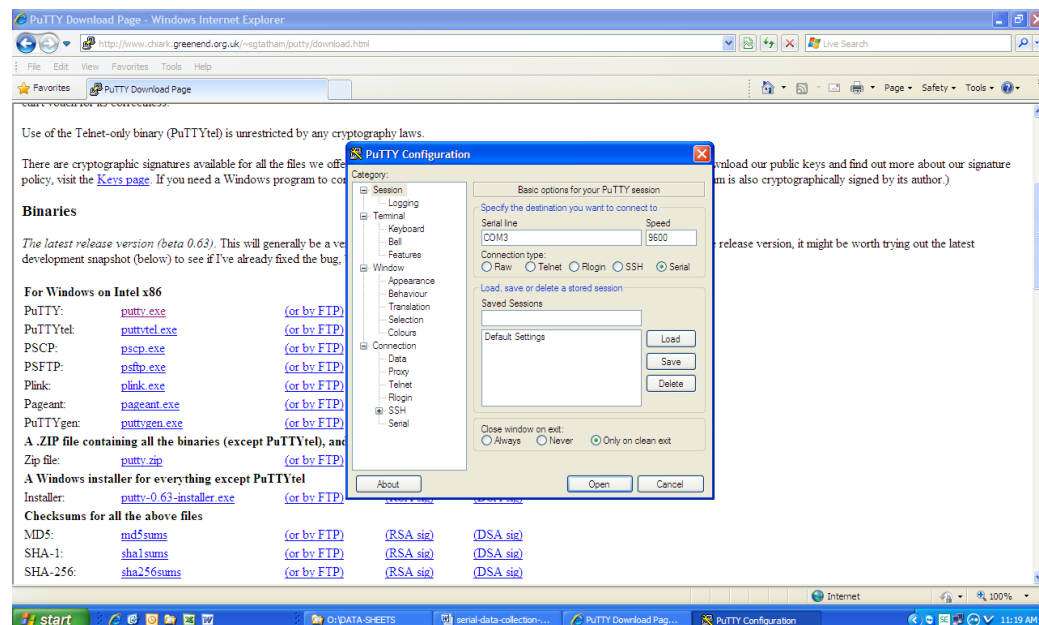 PuTTY Download Page - Windows Internet Explorer
http://www.chiark.greenend.org.uk/~sgtatham/putty/download.html
Live Search
File Edit View Favorites Tools Help
Favorites PuTTY Download Page
Page Safety Tools
can't vouch for its correctness.
Use of the Telnet-only binary (PuTTYtel) is unrestricted by any cryptography laws.
There are cryptographic signatures available for all the files we offe
wnload our public keys and find out more about our signature
policy, visit the Keys page. If you need a Windows program to co
m is also cryptographically signed by its author.)
Binaries
The latest release version (beta 0.63). This will generally be a ve
release version, it might be worth trying out the latest
development snapshot (below) to see if I've already fixed the bug,
For Windows on Intel x86
PuTTY: putty.exe (or by FTP)
PuTTYtel: puttytel.exe (or by FTP)
PSCP: pscp.exe (or by FTP)
PSFTP: psftp.exe (or by FTP)
Plink: plink.exe (or by FTP)
Pageant: pageant.exe (or by FTP)
PuTTYgen: puttygen.exe (or by FTP)
A .ZIP file containing all the binaries (except PuTTYtel), and
Zip file: putty.zip (or by FTP)
A Windows installer for everything except PuTTYtel
Installer: putty-0.63-installer.exe (or by FTP) (RSA sig) (DSA sig)
Checksums for all the above files
MD5: md5sums (or by FTP) (RSA sig) (DSA sig)
SHA-1: sha1sums (or by FTP) (RSA sig) (DSA sig)
SHA-256: sha256sums (or by FTP) (RSA sig) (DSA sig)
PuTTY Configuration
Category:
Session
Logging
Terminal
Keyboard
Bell
Features
Window
Appearance
Behaviour
Translation
Selection
Colours
Connection
Data
Proxy
Telnet
Rlogin
SSH
Serial
Basic options for your PuTTY session
Specify the destination you want to connect to
Serial line Speed
COM3 9600
Connection type:
Raw Telnet Rlogin SSH Serial
Load, save or delete a stored session
Saved Sessions
Default Settings
Load
Save
Delete
Close window on exit:
Always Never Only on clean exit
About Open Cancel
Internet 100%
start O:\DATA-SHEETS serial-data-collection-... PuTTY Download Pag... PuTTY Configuration 11:19 AM